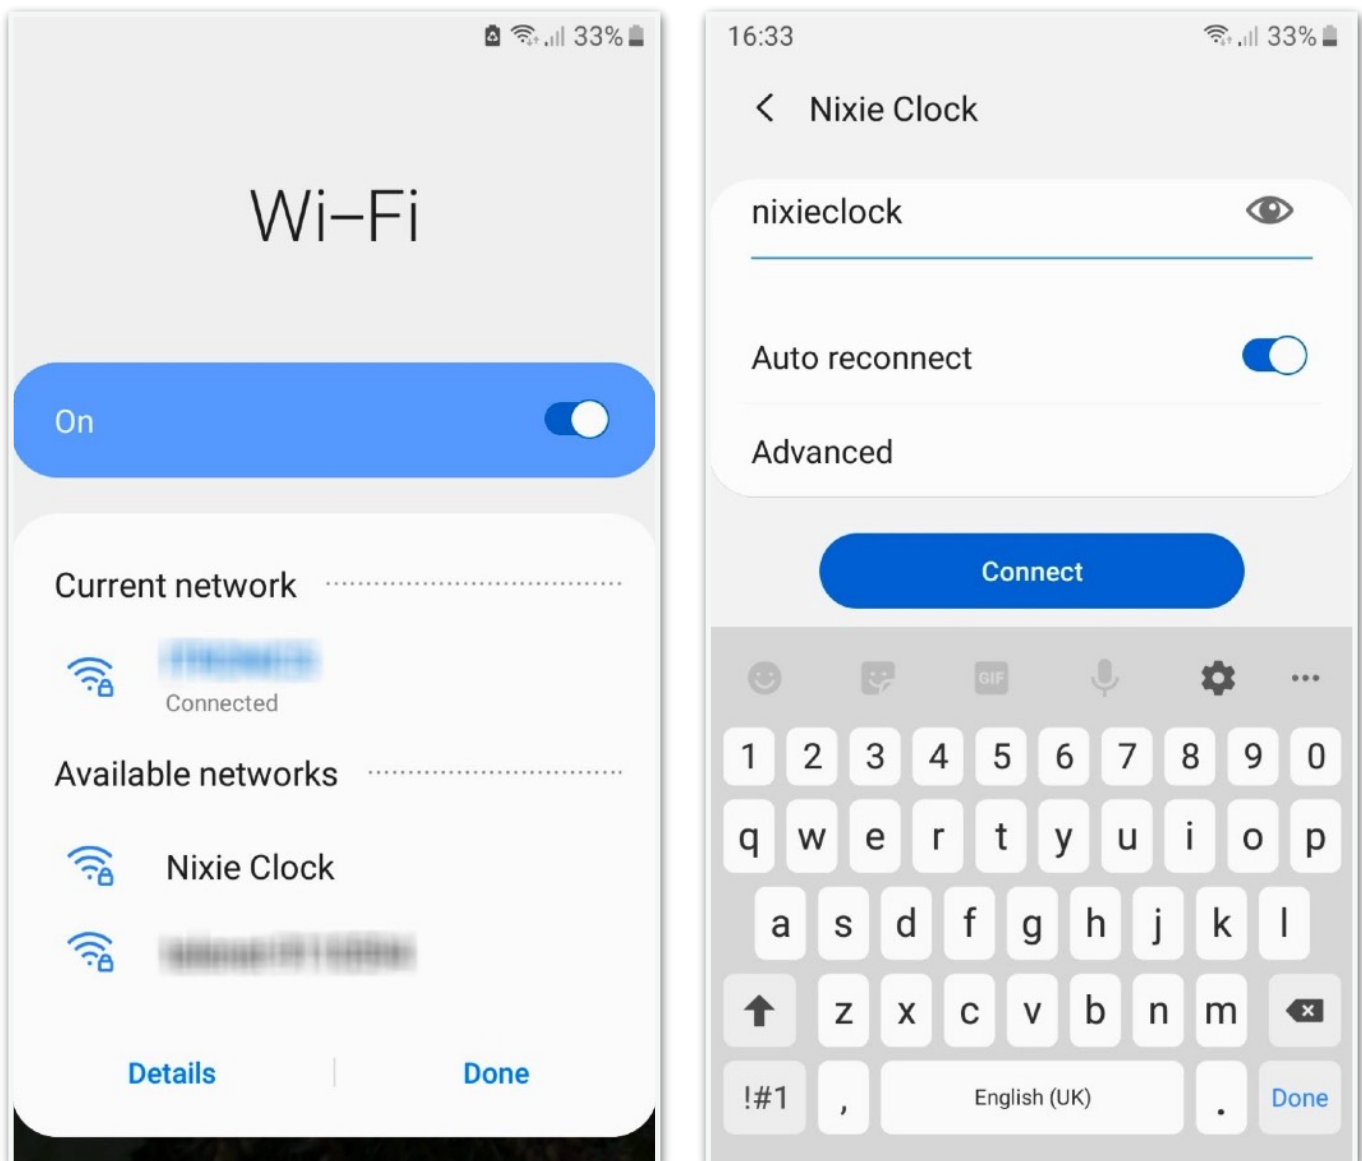 33%
Wi-Fi
On
Current network
Connected
Available networks
Nixie Clock
Details
Done
16:33
33%
Nixie Clock
nixieclock
Auto reconnect
Advanced
Connect
GIF
1 2 3 4 5 6 7 8 9 0
q w e r t y u i o p
a s d f g h j k l
z x c v b n m
!#1 , English (UK) . Done